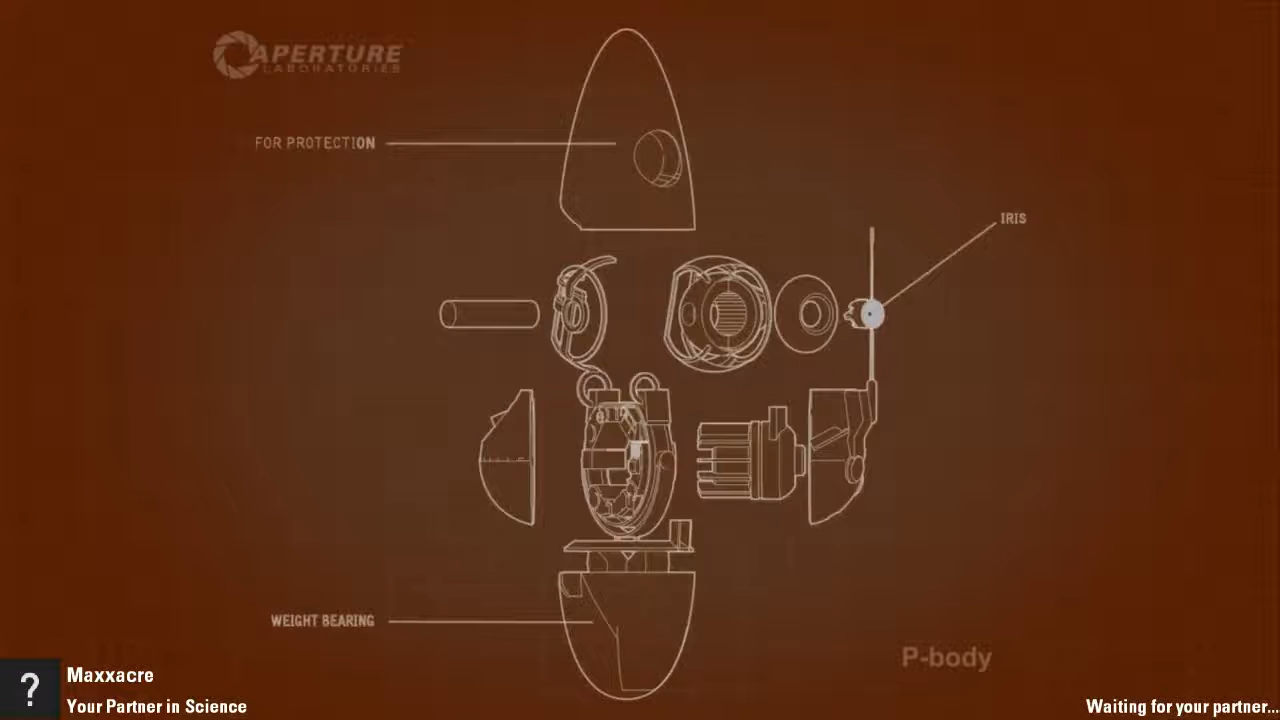 APERTURE
LABORATORIES
FOR PROTECTION
IRIS
WEIGHT BEARING
P-body
?
Maxxacre
Your Partner in Science
Waiting for your partner...